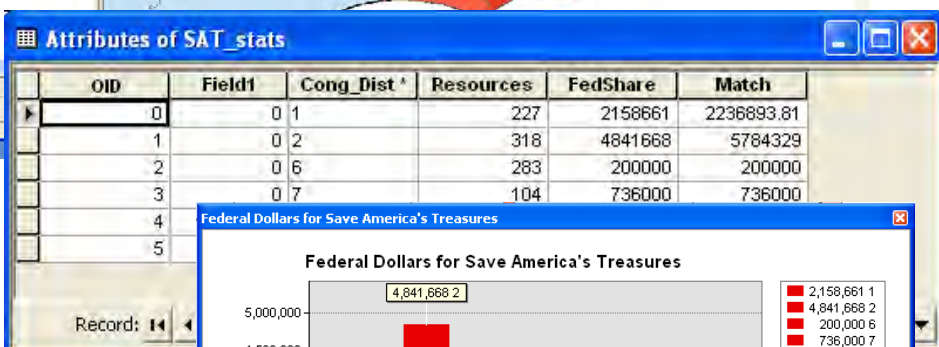 Attributes of SAT_stats
OID Field1 Cong_Dist * Resources FedShare Match
0 0 1 227 2158661 2236893.81
1 0 2 318 4841668 5784329
2 0 6 283 200000 200000
3 0 7 104 736000 736000
4
5
Record:
Federal Dollars for Save America's Treasures
Federal Dollars for Save America's Treasures
4,841,668 2
5,000,000
2,158,661 1
4,841,668 2
200,000 6
736,000 7